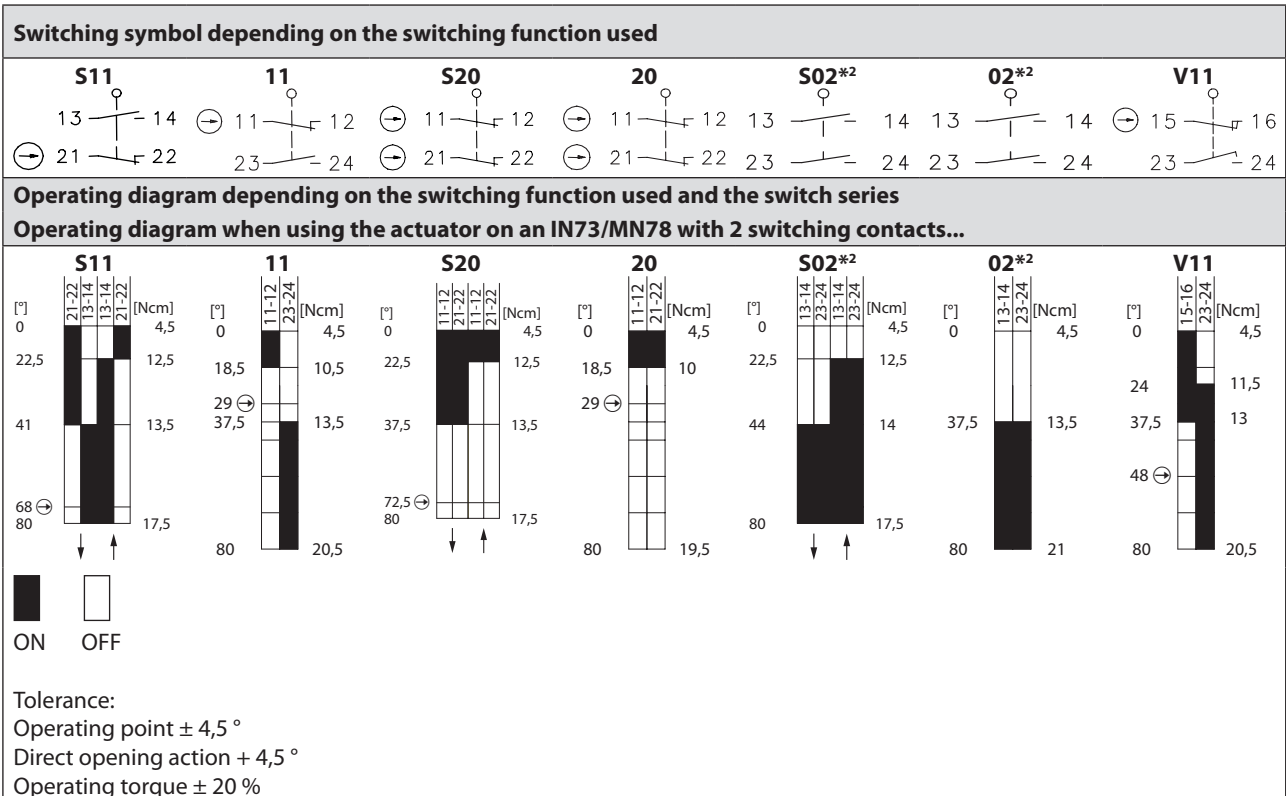 Switching symbol depending on the switching function used
S11 11 S20 20 S02*2 02*2 V11
13 14 11 12 11 12 11 12 13 14 13 14 15 16
21 22 23 24 21 22 21 22 23 24 23 24 23 24
Operating diagram depending on the switching function used and the switch series
Operating diagram when using the actuator on an IN73/MN78 with 2 switching contacts...
S11
[°] 21-22 13-14 13-14 21-22 [Ncm]
0 4,5
22,5 12,5
41 13,5
68
80 17,5
11
[°] 11-12 23-24 [Ncm]
0 4,5
18,5 10,5
29
37,5 13,5
80 20,5
S20
[°] 11-12 21-22 11-12 21-22 [Ncm]
0 4,5
22,5 12,5
37,5 13,5
72,5
80 17,5
20
[°] 11-12 21-22 [Ncm]
0 4,5
18,5 10
29
37,5 13,5
80 19,5
S02*2
[°] 13-14 23-24 13-14 23-24 [Ncm]
0 4,5
22,5 12,5
44 14
80 17,5
02*2
[°] 13-14 23-24 [Ncm]
0 4,5
37,5 13,5
80 21
V11
[°] 15-16 23-24 [Ncm]
0 4,5
24 11,5
37,5 13
48
80 20,5
ON OFF
Tolerance:
Operating point ± 4,5 °
Direct opening action + 4,5 °
Operating torque ± 20 %